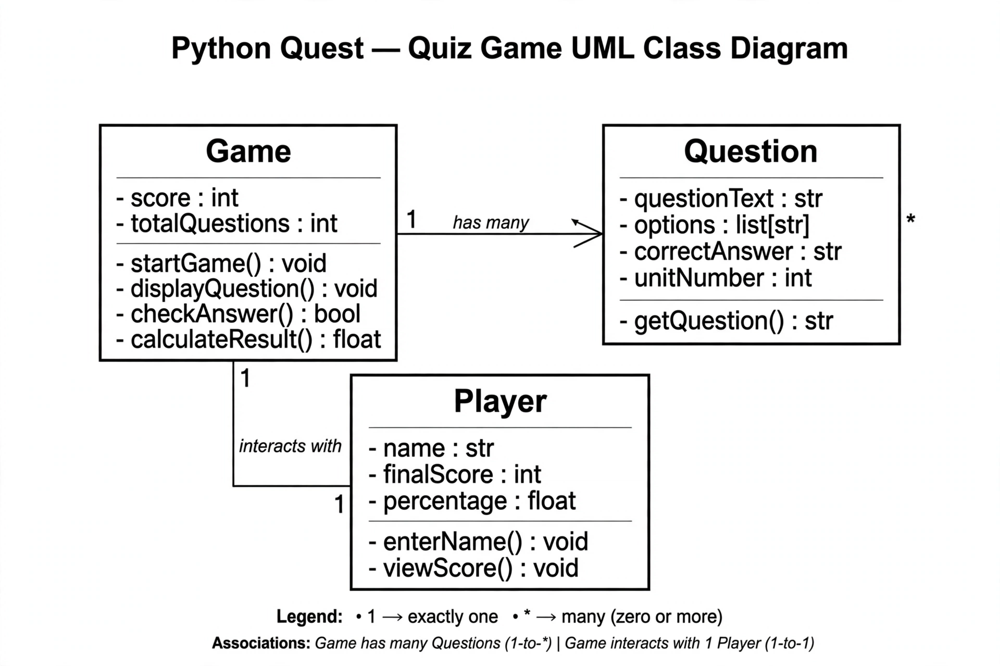 Python Quest — Quiz Game UML Class Diagram
Game
- score : int
- totalQuestions : int
- startGame() : void
- displayQuestion() : void
- checkAnswer() : bool
- calculateResult() : float
1
has many
Question
- questionText : str
- options : list[str]
- correctAnswer : str
- unitNumber : int
- getQuestion() : str
*
1
interacts with
1
Player
- name : str
- finalScore : int
- percentage : float
- enterName() : void
- viewScore() : void
Legend: • 1 → exactly one • * → many (zero or more)
Associations: Game has many Questions (1-to-*) | Game interacts with 1 Player (1-to-1)